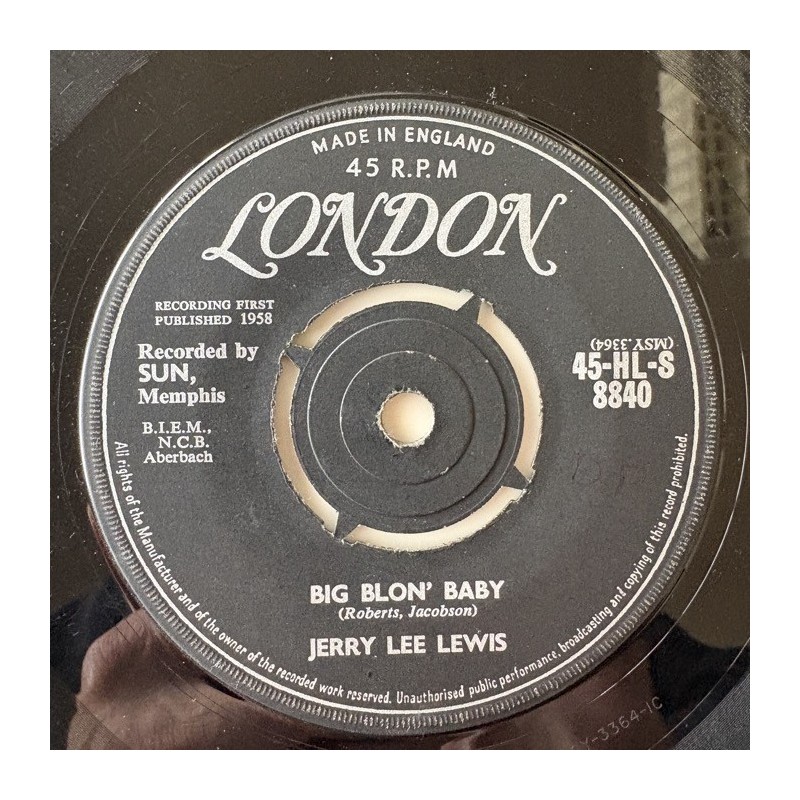 MADE IN ENGLAND
45 R.P.M
LONDON
RECORDING FIRST
PUBLISHED 1958
Recorded by
SUN,
Memphis
B.I.E.M.,
N.C.B.
Aberbach
(MSY.3364)
45-HL-S
8840
BIG BLON' BABY
(Roberts, Jacobson)
JERRY LEE LEWIS
All rights of the Manufacturer and of the owner of the recorded work reserved. Unauthorised public performance, broadcasting and copying of this record prohibited.
Y-3364-1C